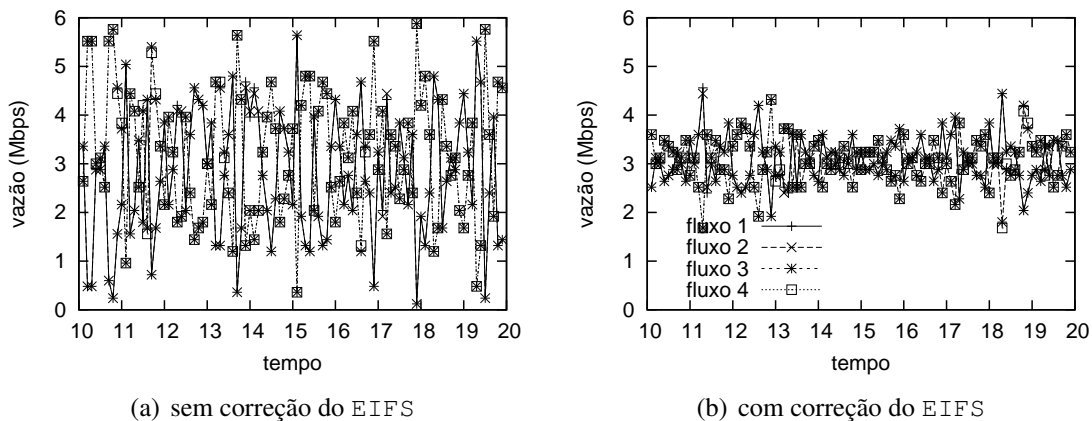 6
5
4
3
2
1
0
vazão (Mbps)
10 11 12 13 14 15 16 17 18 19 20
tempo
(a) sem correção do EIFS
6
5
4
3
2
1
0
vazão (Mbps)
fluxo 1
fluxo 2
fluxo 3
fluxo 4
10 11 12 13 14 15 16 17 18 19 20
tempo
(b) com correção do EIFS